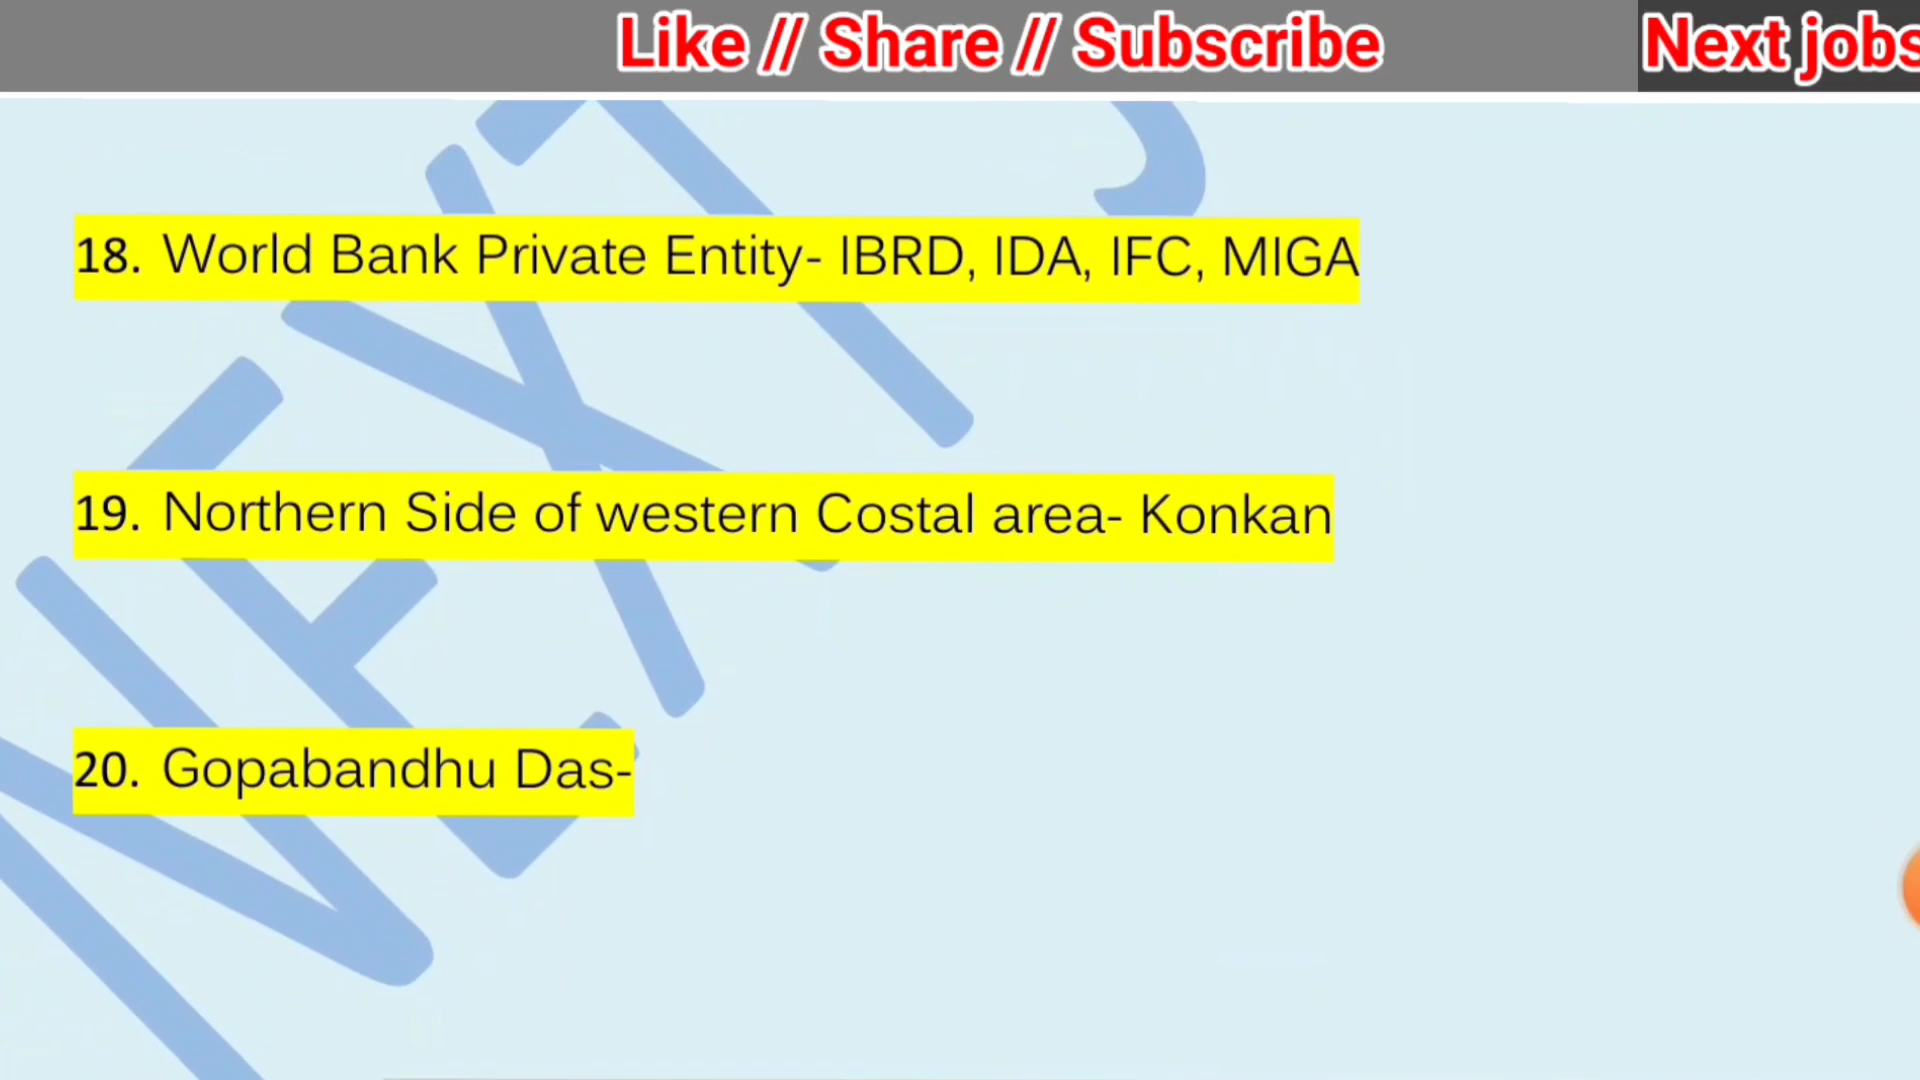 Like // Share // Subscribe
Next jobs
18. World Bank Private Entity- IBRD, IDA, IFC, MIGA
19. Northern Side of western Costal area- Konkan
20. Gopabandhu Das-
NEXT J